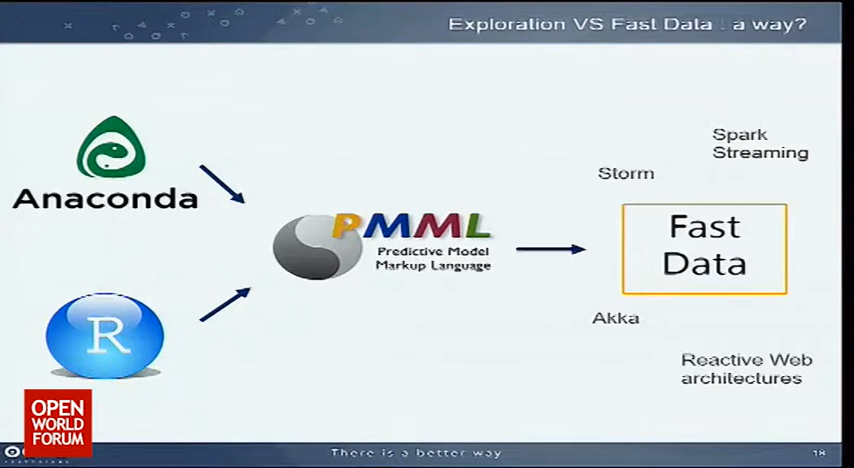 Exploration VS Fast Data : a way?
Anaconda
PMML
Predictive Model
Markup Language
R
Storm
Spark
Streaming
Fast
Data
Akka
Reactive Web
architectures
OPEN
WORLD
FORUM
There is a better way
18